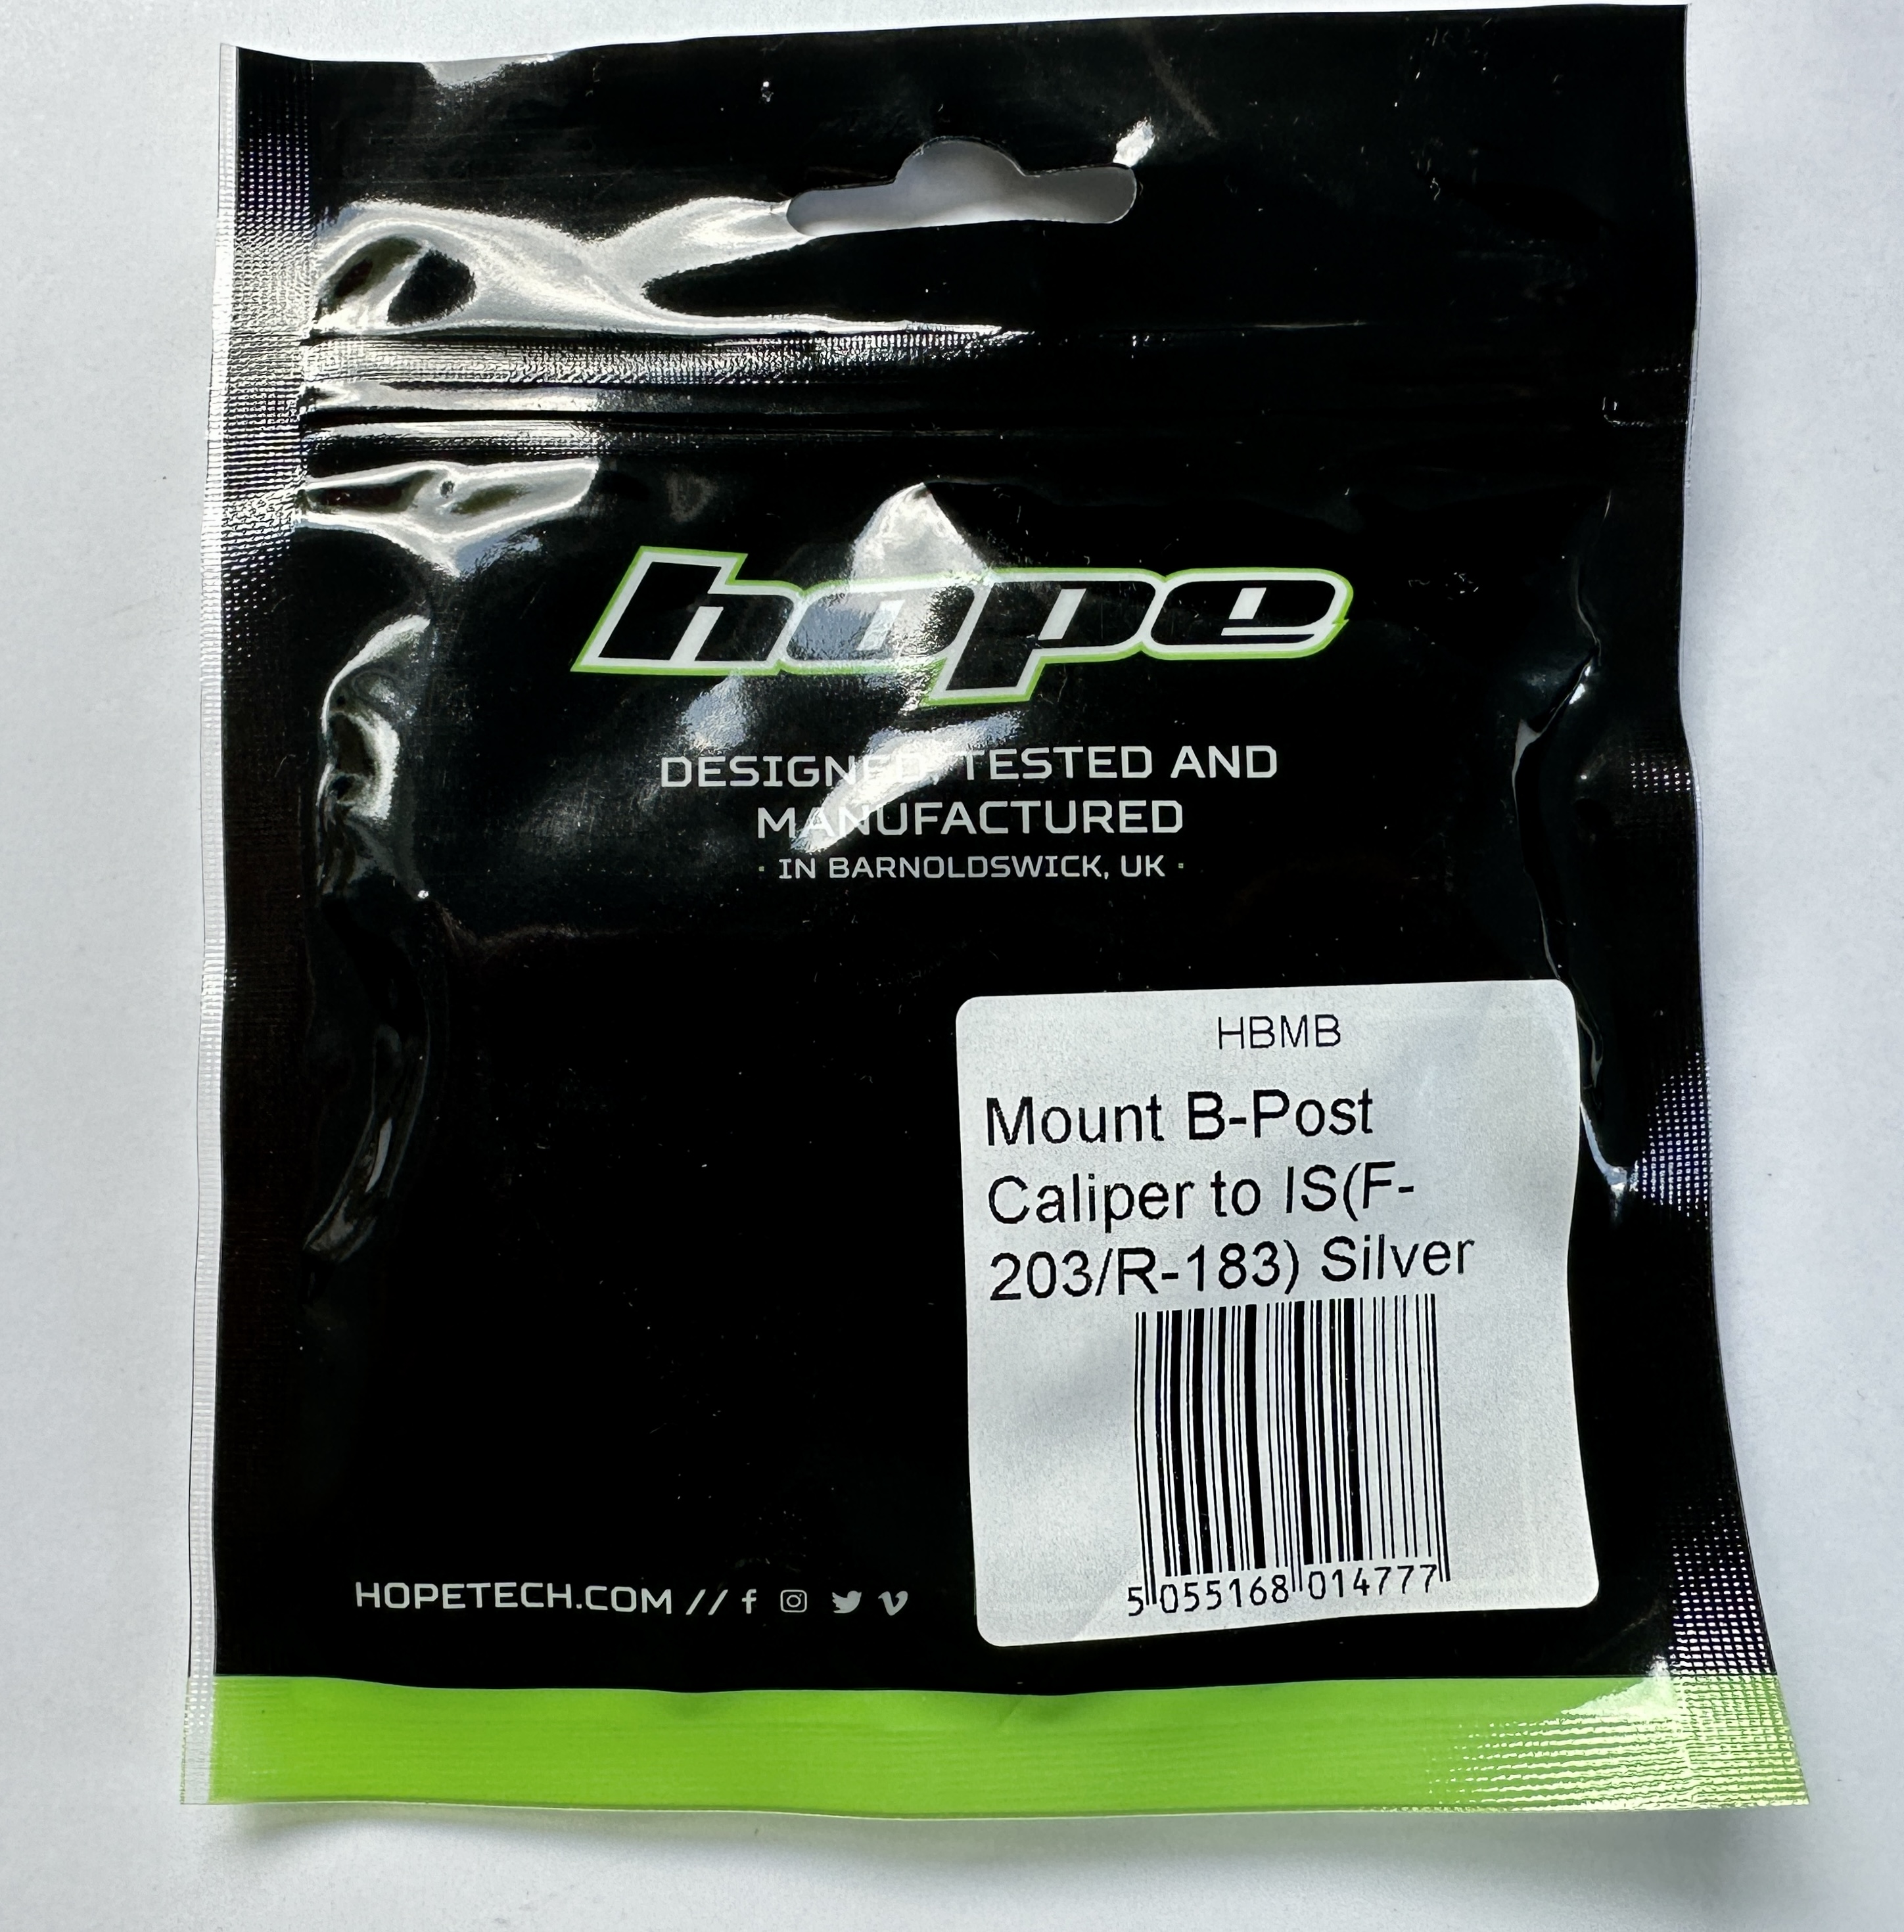 hope
DESIGNED, TESTED AND
MANUFACTURED
· IN BARNOLDSWICK, UK ·
HBMB
Mount B-Post
Caliper to IS(F-
203/R-183) Silver
5 055168 014777
HOPETECH.COM //